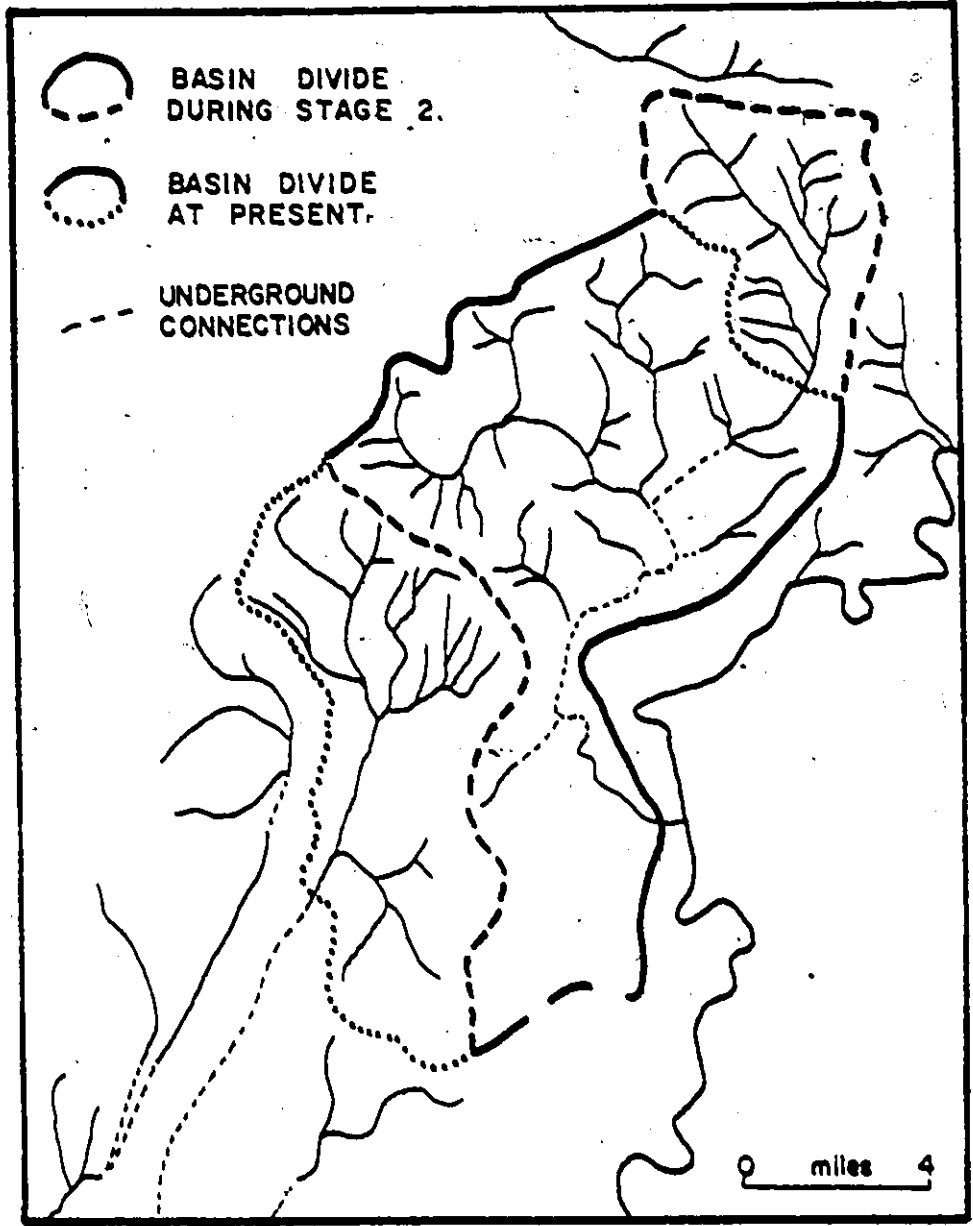 BASIN DIVIDE
DURING STAGE 2.
BASIN DIVIDE
AT PRESENT.
UNDERGROUND
CONNECTIONS
0 miles 4